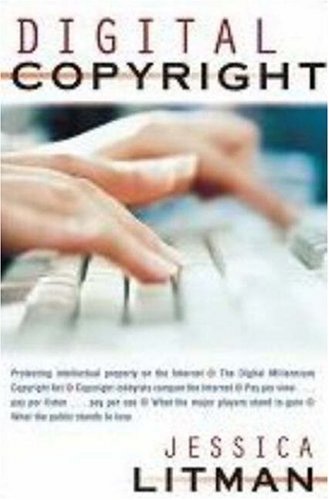 DIGITAL
COPYRIGHT
Protecting intellectual property on the Internet The Digital Millennium
Copyright Act Copyright lobbyists conquer the Internet Pay per view . . .
pay per listen . . . pay per use What the major players stand to gain
What the public stands to lose
JESSICA
LITMAN